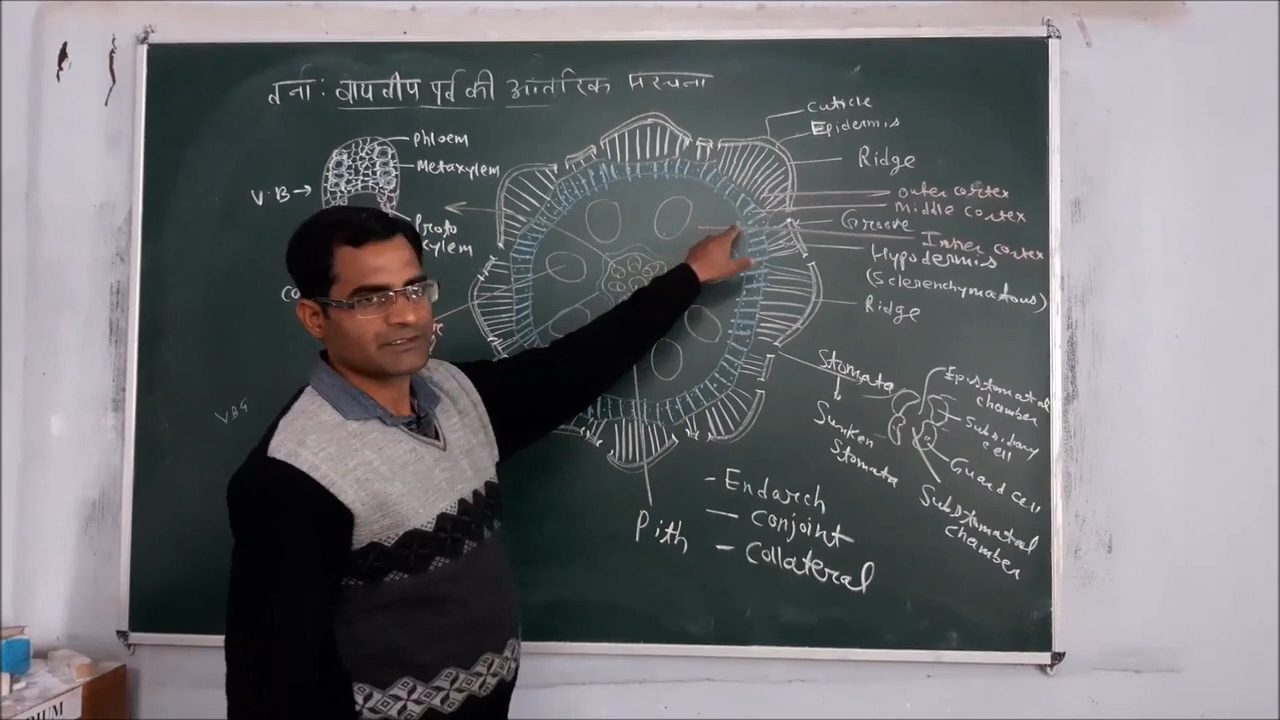 तना: वायवीय पर्व की आंतरिक संरचना
Phloem
Metaxylem
V.B
Proto
xylem
Cuticle
Epidermis
Ridge
outer cortex
Middle cortex
Groove
Inner cortex
Hypodermis
(Sclerenchymatous)
Ridge
Stomata
Sunken
Stomata
Epistomatal
chamber
Subsidiary
cell
Guard cell
Substomatal
chamber
Pith
- Endarch
- Conjoint
- Collateral